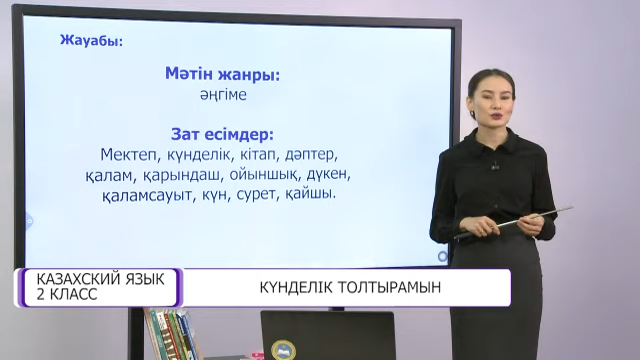 Жауабы:
Мәтін жанры:
әңгіме
Зат есімдер:
Мектеп, күнделік, кітап, дәптер,
қалам, қарындаш, ойыншық, дүкен,
қаламсауыт, күн, сурет, қайшы.
КАЗАХСКИЙ ЯЗЫК
2 КЛАСС
КҮНДЕЛІК ТОЛТЫРАМЫН